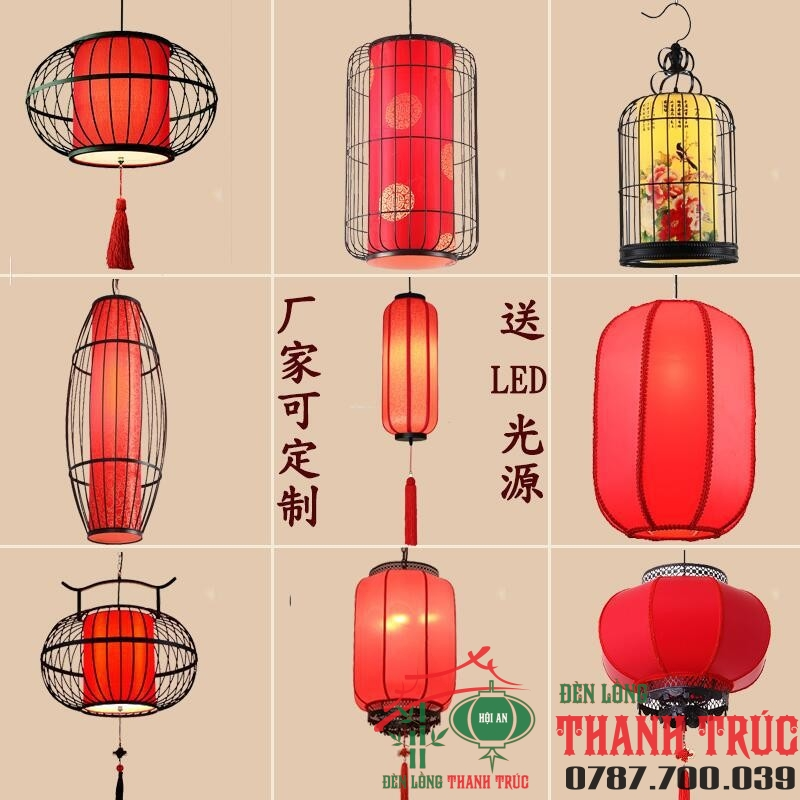 厂家可定制
送
LED
光源
HỘI AN
ĐÈN LỒNG THANH TRÚC
ĐÈN LỒNG
THANH TRÚC
0787.700.039